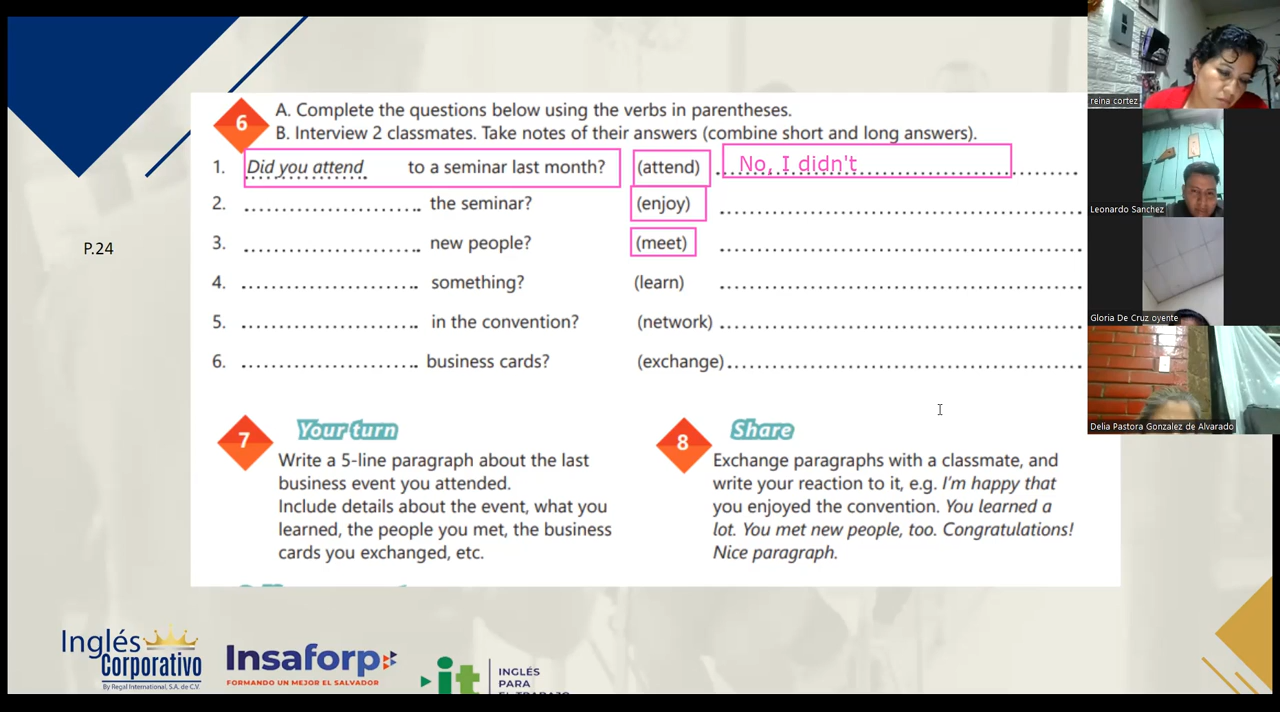 6
A. Complete the questions below using the verbs in parentheses.
B. Interview 2 classmates. Take notes of their answers (combine short and long answers).
1. Did you attend to a seminar last month? (attend) No, I didn't
2. the seminar? (enjoy)
3. new people? (meet)
4. something? (learn)
5. in the convention? (network)
6. business cards? (exchange)
P.24
7 Your turn
Write a 5-line paragraph about the last
business event you attended.
Include details about the event, what you
learned, the people you met, the business
cards you exchanged, etc.
8 Share
Exchange paragraphs with a classmate, and
write your reaction to it, e.g. I'm happy that
you enjoyed the convention. You learned a
lot. You met new people, too. Congratulations!
Nice paragraph.
Inglés
Corporativo
By Regal International, S.A. de C.V.
Insaforp
FORMANDO UN MEJOR EL SALVADOR
it
INGLÉS
PARA
EL TRABAJO
reina cortez
Leonardo Sanchez
Gloria De Cruz oyente
Delia Pastora Gonzalez de Alvarado